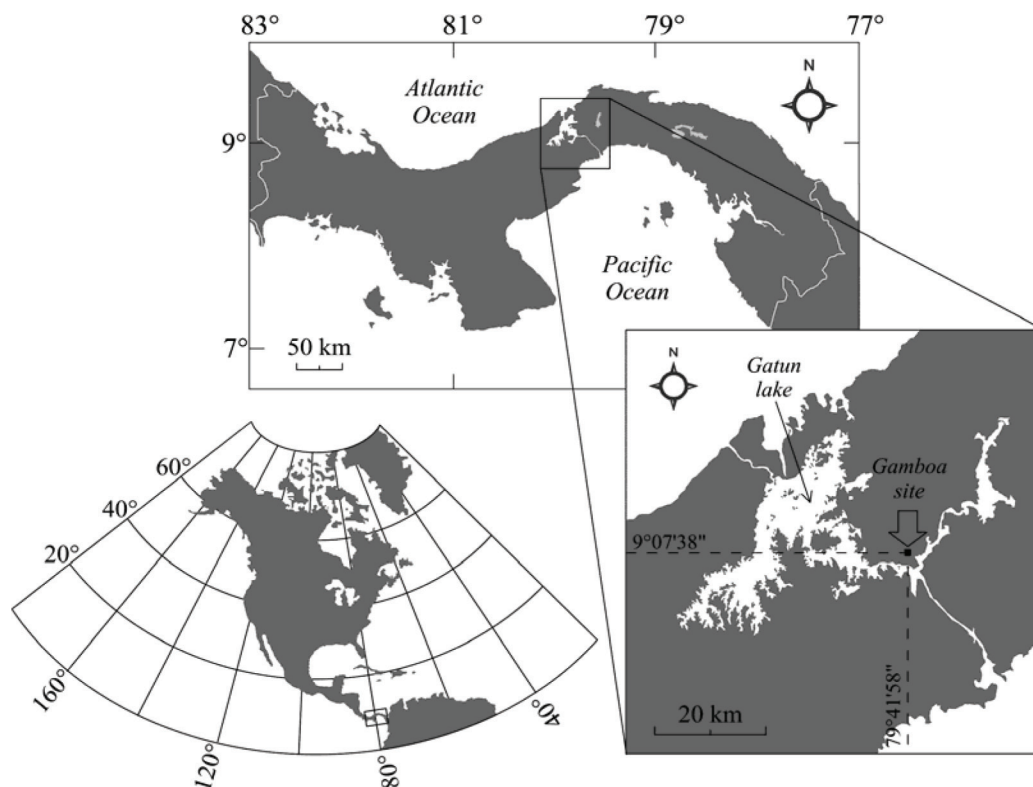 83°
81°
79°
77°
Atlantic
Ocean
N
9°
Pacific
Ocean
7°
50 km
N
Gatun
lake
Gamboa
site
9°07'38"
79°41'58"
20 km
60°
40°
20°
160°
120°
80°
40°